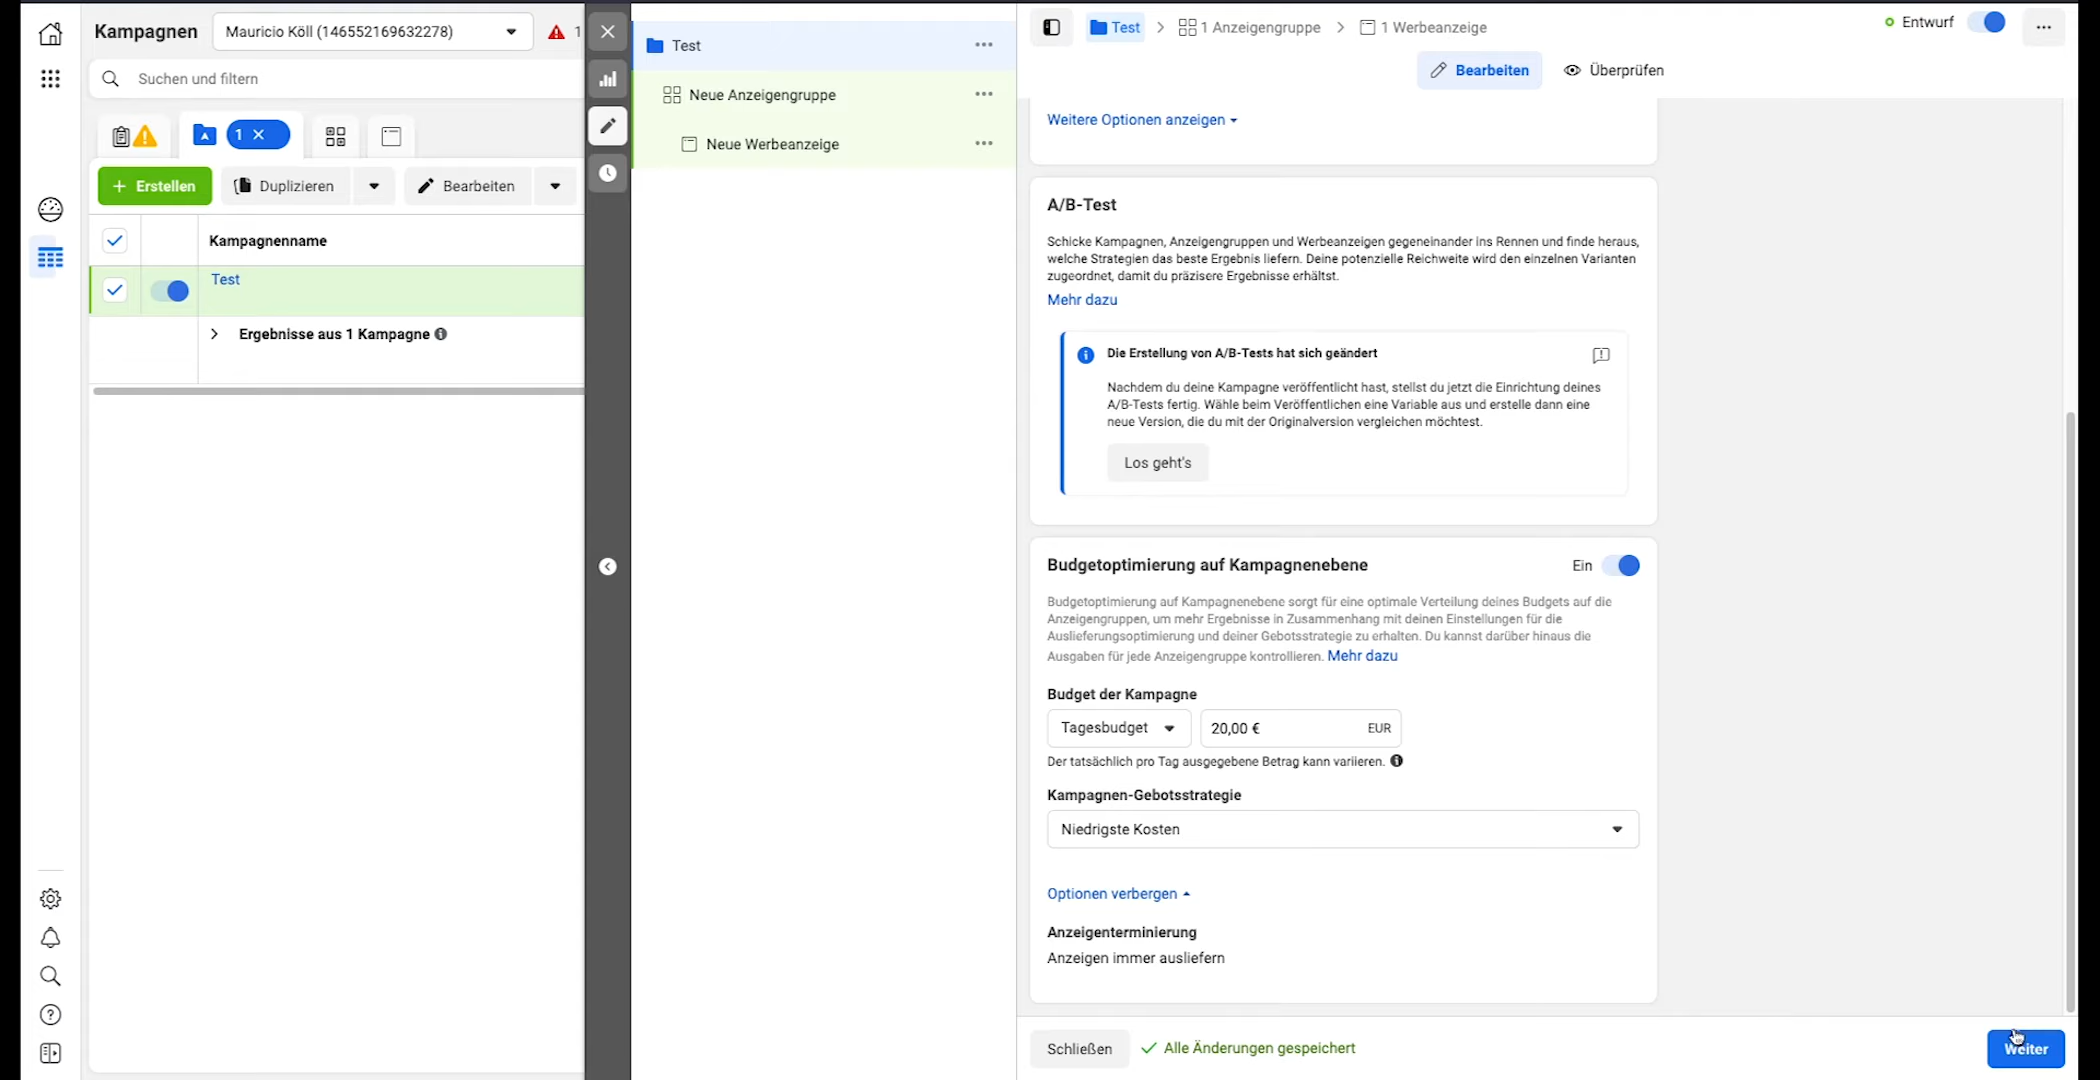 Kampagnen
Mauricio Köll (146552169632278)
1
Suchen und filtern
1
Erstellen
Duplizieren
Bearbeiten
Kampagnenname
Test
Ergebnisse aus 1 Kampagne
Test
Neue Anzeigengruppe
Neue Werbeanzeige
Test
1 Anzeigengruppe
1 Werbeanzeige
Entwurf
Bearbeiten
Überprüfen
Weitere Optionen anzeigen
A/B-Test
Schicke Kampagnen, Anzeigengruppen und Werbeanzeigen gegeneinander ins Rennen und finde heraus,
welche Strategien das beste Ergebnis liefern. Deine potenzielle Reichweite wird den einzelnen Varianten
zugeordnet, damit du präzisere Ergebnisse erhältst.
Mehr dazu
Die Erstellung von A/B-Tests hat sich geändert
Nachdem du deine Kampagne veröffentlicht hast, stellst du jetzt die Einrichtung deines
A/B-Tests fertig. Wähle beim Veröffentlichen eine Variable aus und erstelle dann eine
neue Version, die du mit der Originalversion vergleichen möchtest.
Los geht's
Budgetoptimierung auf Kampagnenebene
Ein
Budgetoptimierung auf Kampagnenebene sorgt für eine optimale Verteilung deines Budgets auf die
Anzeigengruppen, um mehr Ergebnisse in Zusammenhang mit deinen Einstellungen für die
Auslieferungsoptimierung und deiner Gebotsstrategie zu erhalten. Du kannst darüber hinaus die
Ausgaben für jede Anzeigengruppe kontrollieren. Mehr dazu
Budget der Kampagne
Tagesbudget
20,00 € EUR
Der tatsächlich pro Tag ausgegebene Betrag kann variieren.
Kampagnen-Gebotsstrategie
Niedrigste Kosten
Optionen verbergen
Anzeigenterminierung
Anzeigen immer ausliefern
Schließen
Alle Änderungen gespeichert
Weiter